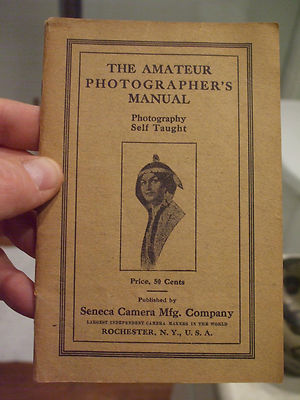 THE AMATEUR
PHOTOGRAPHER'S
MANUAL
Photography
Self Taught
Price, 50 Cents
Published by
Seneca Camera Mfg. Company
LARGEST INDEPENDENT CAMERA MAKERS IN THE WORLD
ROCHESTER, N. Y., U. S. A.